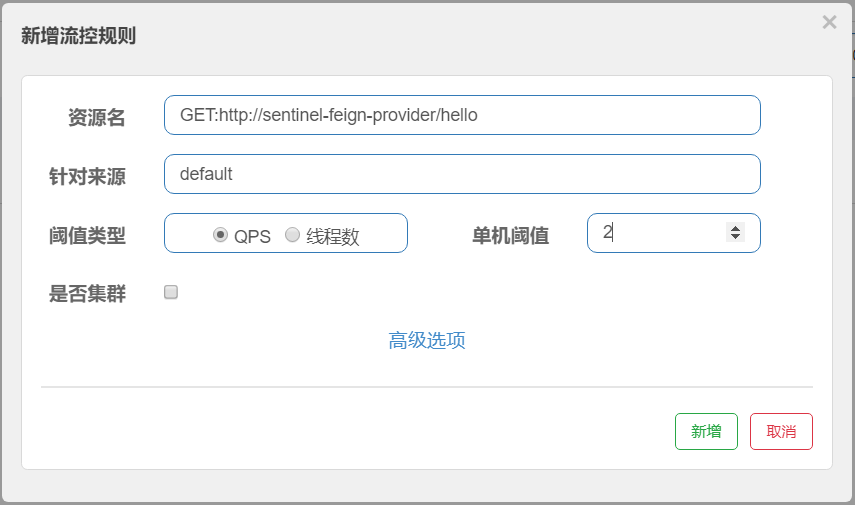 新增流控规则
×
资源名 GET:http://sentinel-feign-provider/hello
针对来源 default
阈值类型 QPS 线程数 单机阈值 2
是否集群
高级选项
新增 取消